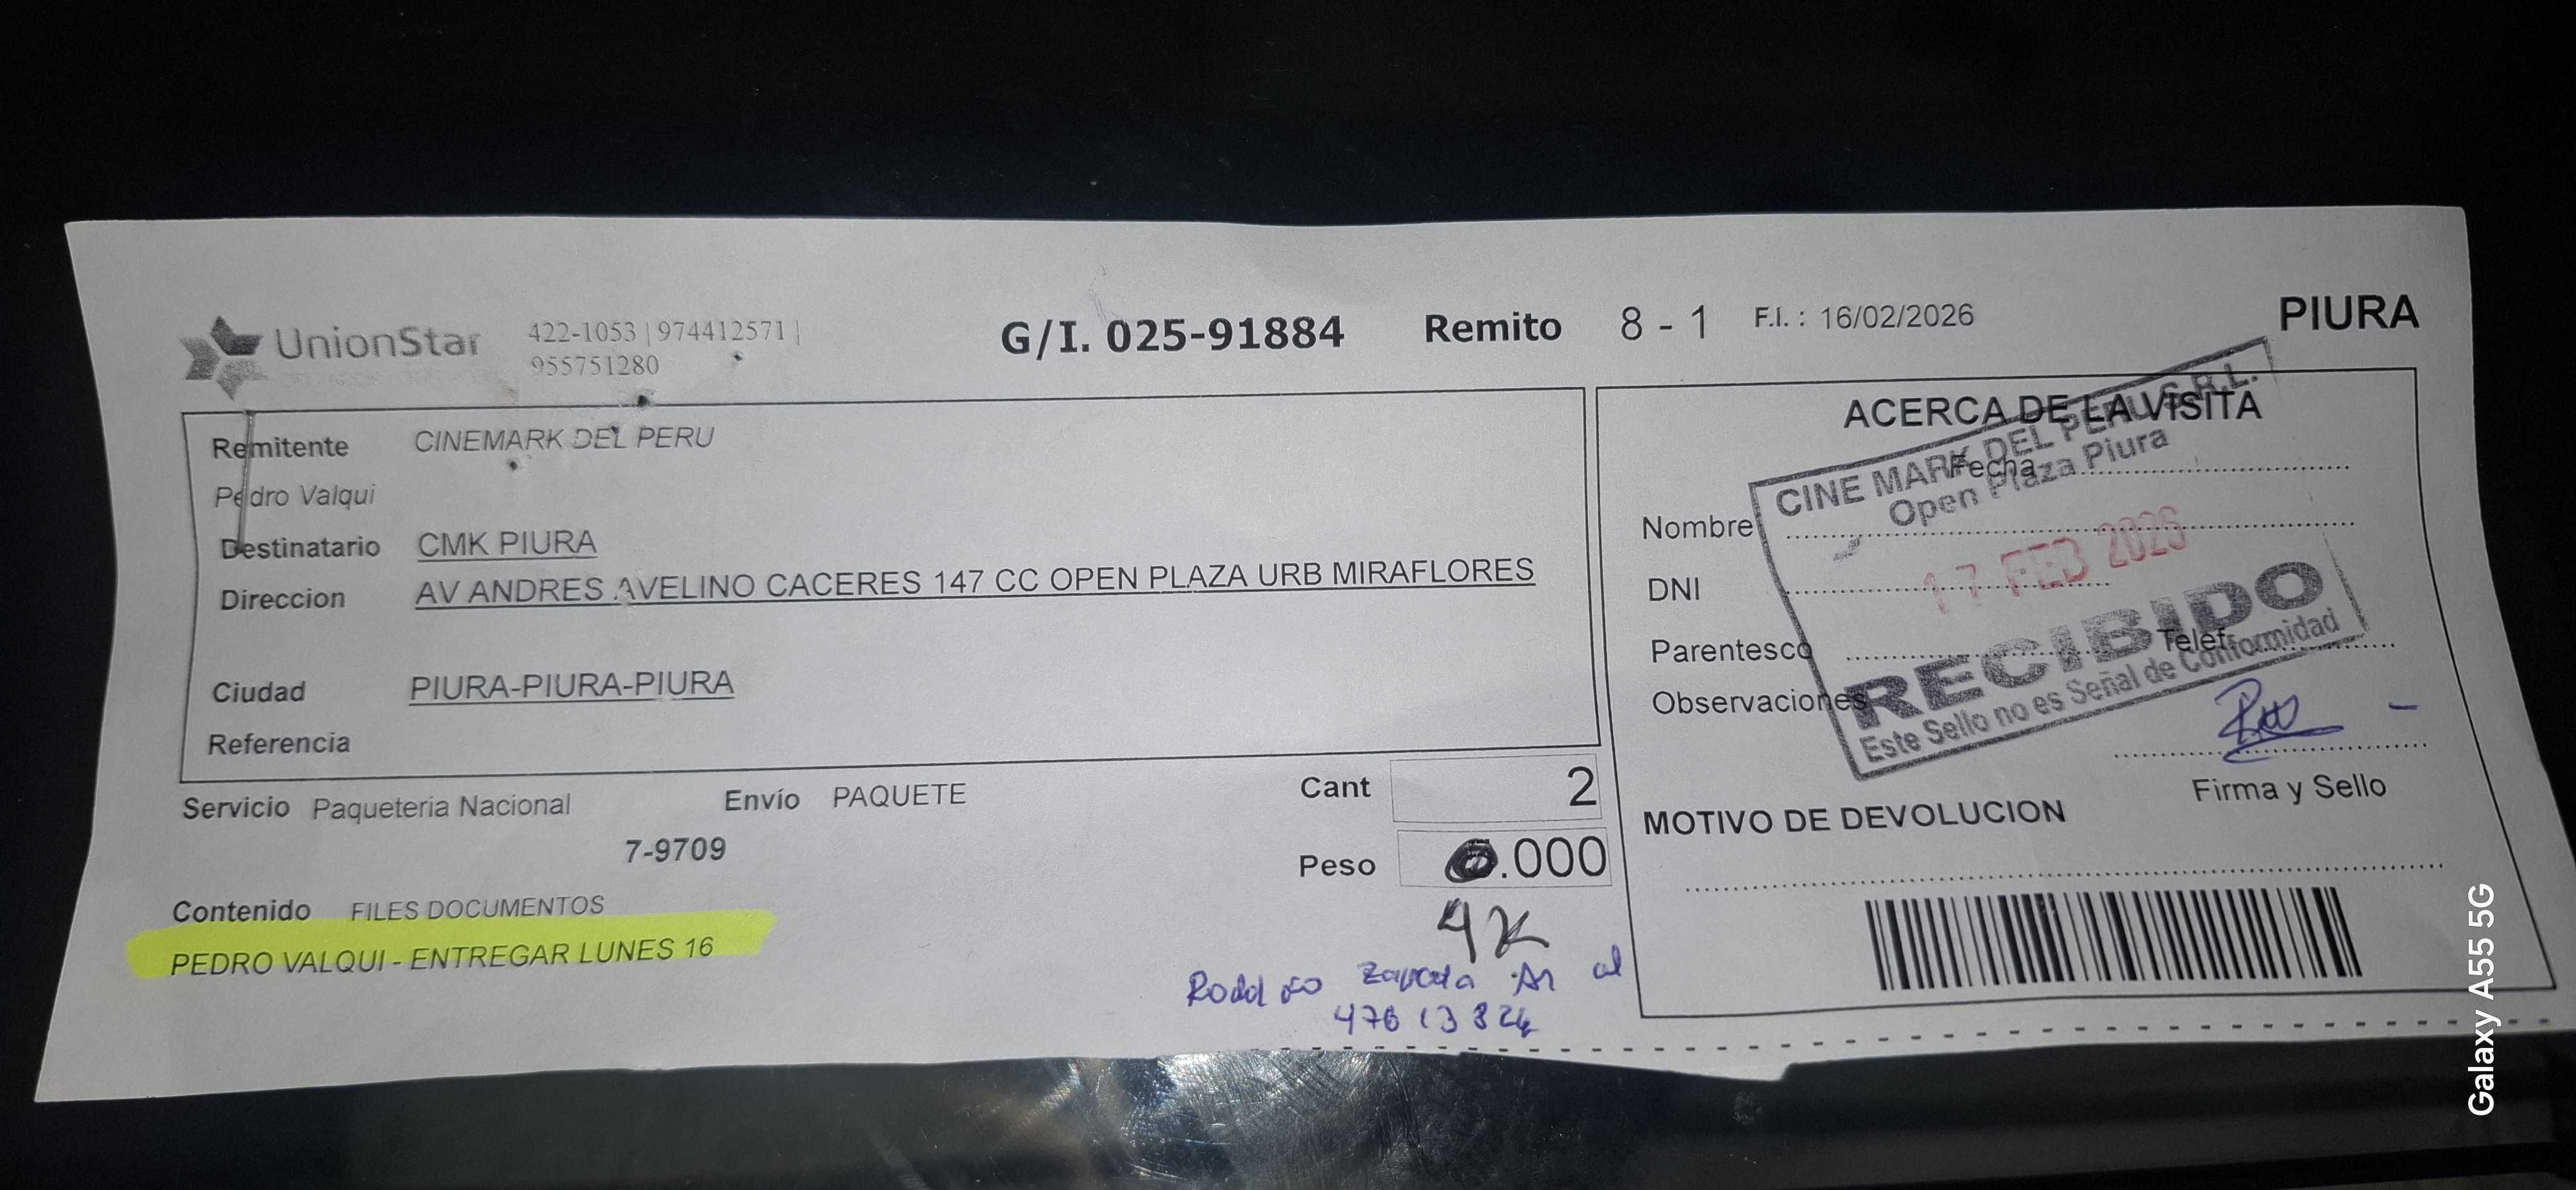 UnionStar 422-1053 | 974412571 |
955751280
G/I. 025-91884 Remito 8 - 1 F.I. : 16/02/2026 PIURA
Remitente CINEMARK DEL PERU
Pedro Valqui
Destinatario CMK PIURA
Direccion AV ANDRES AVELINO CACERES 147 CC OPEN PLAZA URB MIRAFLORES
Ciudad PIURA-PIURA-PIURA
Referencia
Servicio Paqueteria Nacional Envío PAQUETE
7-9709
Cant 2
Peso .000
4K
Contenido FILES DOCUMENTOS
PEDRO VALQUI - ENTREGAR LUNES 16
Zapata
47613824
ACERCA DE LA VISITA
Fecha
Nombre
DNI
Parentesco Telef.
Observaciones
CINE MARK DEL PERU S.R.L.
Open Plaza Piura
17 FEB 2026
RECIBIDO
Este Sello no es Señal de Conformidad
Firma y Sello
MOTIVO DE DEVOLUCION
Galaxy A55 5G